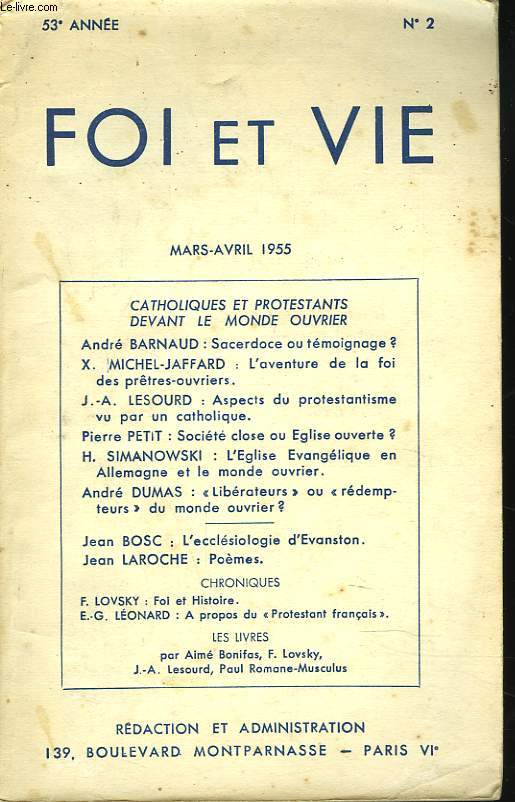 Le-livre.com
53e ANNÉE
N° 2
FOI ET VIE
MARS-AVRIL 1955
CATHOLIQUES ET PROTESTANTS
DEVANT LE MONDE OUVRIER
André BARNAUD : Sacerdoce ou témoignage ?
X. MICHEL-JAFFARD : L'aventure de la foi
des prêtres-ouvriers.
J.-A. LESOURD : Aspects du protestantisme
vu par un catholique.
Pierre PETIT : Société close ou Eglise ouverte ?
H. SIMANOWSKI : L'Eglise Evangélique en
Allemagne et le monde ouvrier.
André DUMAS : « Libérateurs » ou « rédemp-
teurs » du monde ouvrier ?
Jean BOSC : L'ecclésiologie d'Evanston.
Jean LAROCHE : Poèmes.
CHRONIQUES
F. LOVSKY : Foi et Histoire.
E.-G. LÉONARD : A propos du « Protestant français ».
LES LIVRES
par Aimé Bonifas, F. Lovsky,
J.-A. Lesourd, Paul Romane-Musculus
RÉDACTION ET ADMINISTRATION
139, BOULEVARD MONTPARNASSE — PARIS VIe